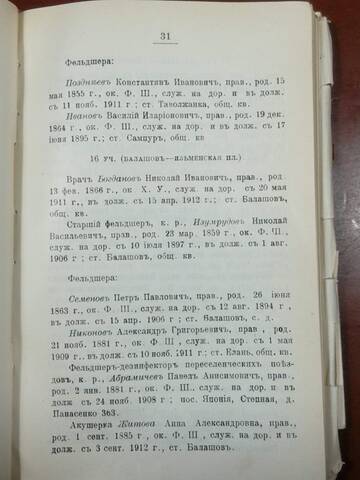 31
Фельдшера:
Позднѣевъ Константинъ Ивановичъ, прав., род. 15
мая 1855 г., ок. Ф. Ш., служ. на дор. и въ долж.
съ 11 нояб. 1911 г.; ст. Таволжанка, общ. кв.
Ивановъ Василій Иларіоновичъ, прав., род. 19 дек.
1864 г., ок. Ф. Ш., служ. на дор. и въ долж. съ 17
іюня 1895 г.; ст. Сампуръ, общ. кв
16 УЧ. (БАЛАШОВЪ—ИЛЬМЕНСКАЯ ПЛ.)
Врачъ Богдановъ Николай Ивановичъ, прав., род
13 фев. 1866 г., ок. Х. У., служ. на дор. съ 20 мая
1911 г., въ долж. съ 15 апр. 1912 г.; ст. Балашовъ,
общ. кв.
Старшій фельдшеръ, к. р., Изумрудовъ Николай
Васильевичъ, прав., род. 23 мар. 1859 г., ок. Ф. Ш.,
служ. на дор. съ 10 іюля 1897 г., въ долж. съ 1 авг.
1906 г; ст. Балашовъ, общ. кв.
Фельдшера:
Семеновъ Петръ Павловичъ, прав., род. 26 іюня
1863 г., ок. Ф. Ш., служ. на дор. съ 12 авг. 1894 г,
въ долж. съ 15 апр. 1906 г; ст. Балашовъ, с. д.
Никоновъ Александръ Григорьевичъ, прав, род.
21 нояб. 1881 г., ок. Ф. Ш, служ. на дор. съ 1 мая
1909 г., въ долж. съ 10 нояб. 1911 г; ст. Елань, общ. кв.
Фельдшеръ-дезинфекторъ переселенческихъ поѣз-
довъ, к. р., Абрамичевъ Павелъ Анисимовичъ, прав.,
род. 2 янв. 1881 г., ок. Ф. Ш., служ. на дор. и въ
долж съ 24 нояб. 1908 г; пос. Японія, Степная, д.
Панасенко 363.
Акушерка Житова Анна Александровна, прав.,
род. 1 сент. 1885 г, ок. Ф. Ш, служ. на дор. и въ
долж. съ 3 сент. 1912 г., ст. Балашовъ.